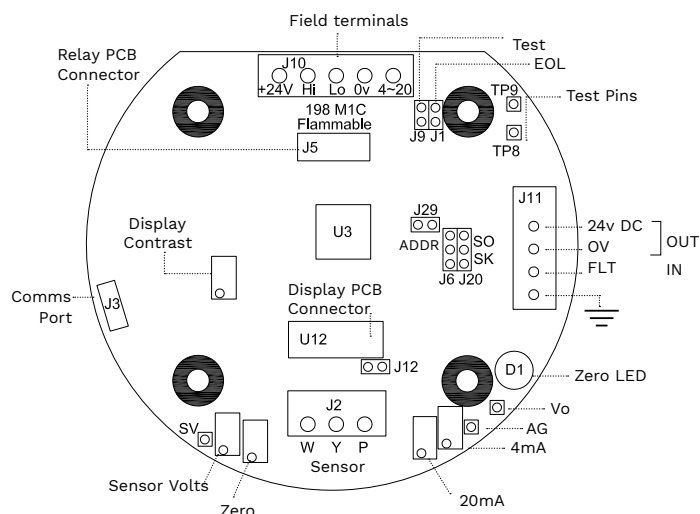 Field terminals
Relay PCB
Connector
Test
EOL
J10
+24V Hi Lo 0v 4~20
TP9
Test Pins
198 M1C
Flammable
J9 J1
TP8
J5
J11
J29
Display
Contrast
U3
ADDR
SO
SK
24v DC
OUT
OV
IN
FLT
J6 J20
Comms
Port
J3
Display PCB
Connector
U12
J12
D1
Zero LED
J2
Vo
SV
AG
W Y P
4mA
Sensor
Sensor Volts
20mA
Zero